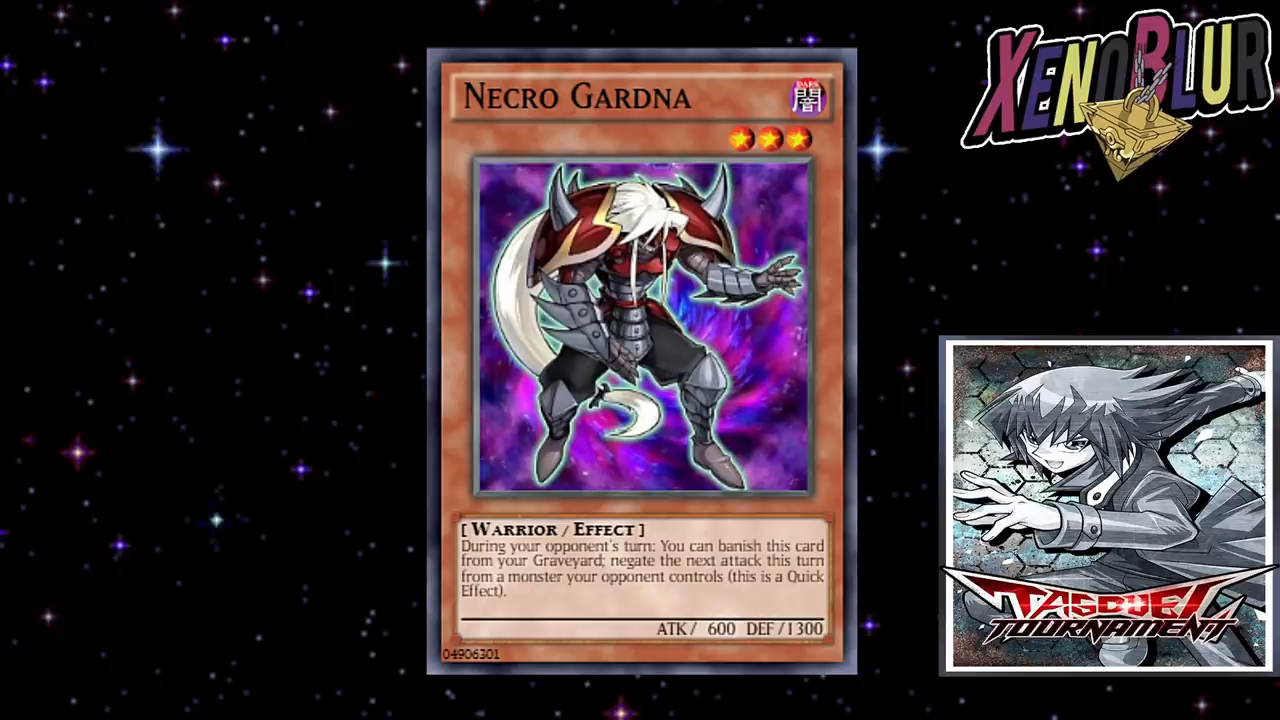 XENOBLUR
NECRO GARDNA
DARK
闇
[ WARRIOR / EFFECT ]
During your opponent's turn: You can banish this card
from your Graveyard; negate the next attack this turn
from a monster your opponent controls (this is a Quick
Effect).
ATK/ 600 DEF/1300
04906301
TAG DUEL
TOURNAMENT